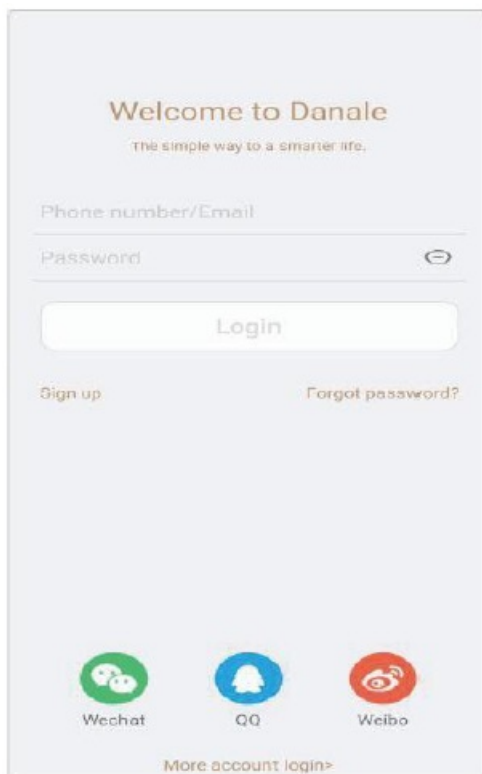 Welcome to Danale
The simple way to a smarter life.
Phone number/Email
Password
Login
Sign up Forgot password?
Wechat QQ Weibo
More account login>